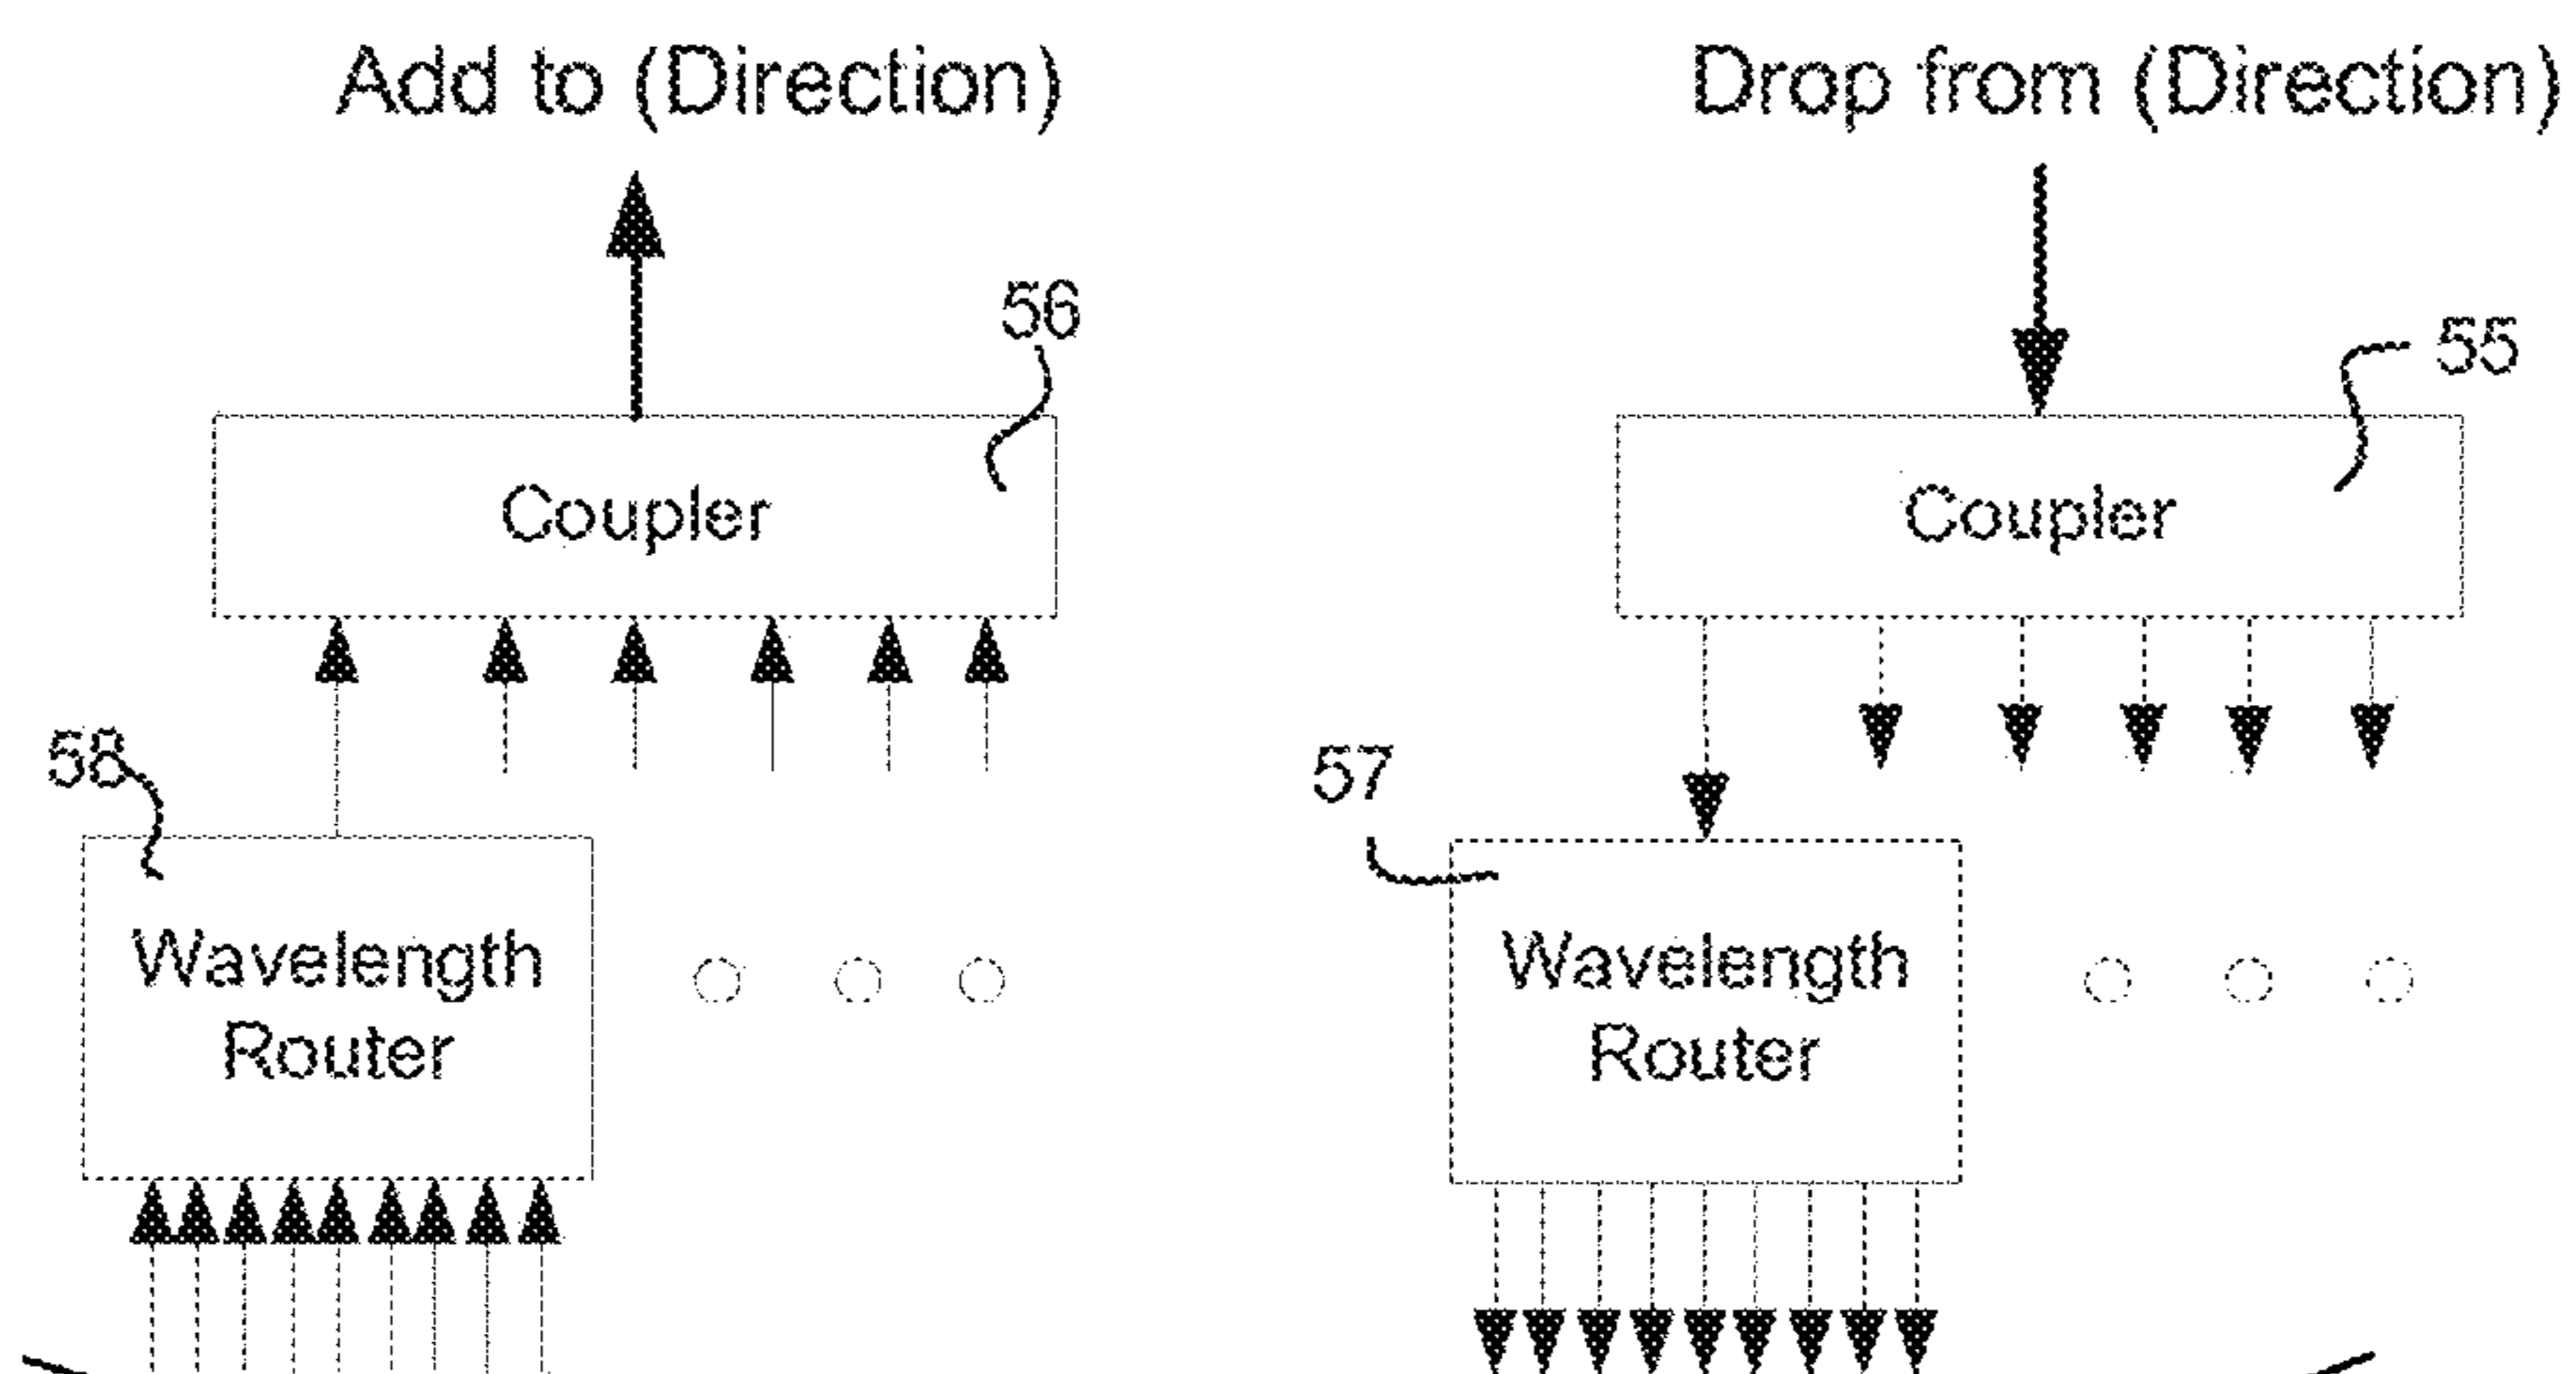 Add to (Direction)
Drop from (Direction)
56
55
Coupler
Coupler
58
57
Wavelength
Router
Wavelength
Router